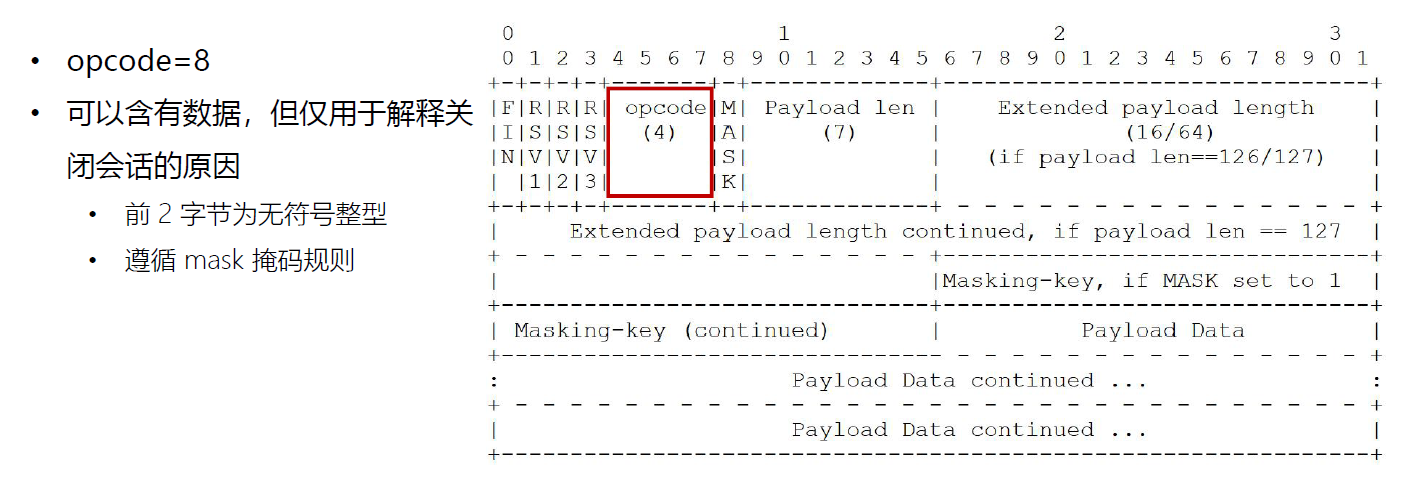 • opcode=8
• 可以含有数据，但仅用于解释关
闭会话的原因
• 前 2 字节为无符号整型
• 遵循 mask 掩码规则
 0                   1                   2                   3
 0 1 2 3 4 5 6 7 8 9 0 1 2 3 4 5 6 7 8 9 0 1 2 3 4 5 6 7 8 9 0 1
+-+-+-+-+-------+-+-------------+-------------------------------+
|F|R|R|R| opcode|M| Payload len |    Extended payload length    |
|I|S|S|S|  (4)  |A|     (7)     |             (16/64)           |
|N|V|V|V|       |S|             |   (if payload len==126/127)   |
| |1|2|3|       |K|             |                               |
+-+-+-+-+-------+-+-------------+ - - - - - - - - - - - - - - - +
|     Extended payload length continued, if payload len == 127  |
+ - - - - - - - - - - - - - - - +-------------------------------+
|                               |Masking-key, if MASK set to 1  |
+-------------------------------+-------------------------------+
| Masking-key (continued)       |          Payload Data         |
+-------------------------------- - - - - - - - - - - - - - - - +
:                     Payload Data continued ...                :
+ - - - - - - - - - - - - - - - - - - - - - - - - - - - - - - - +
|                     Payload Data continued ...                |
+---------------------------------------------------------------+